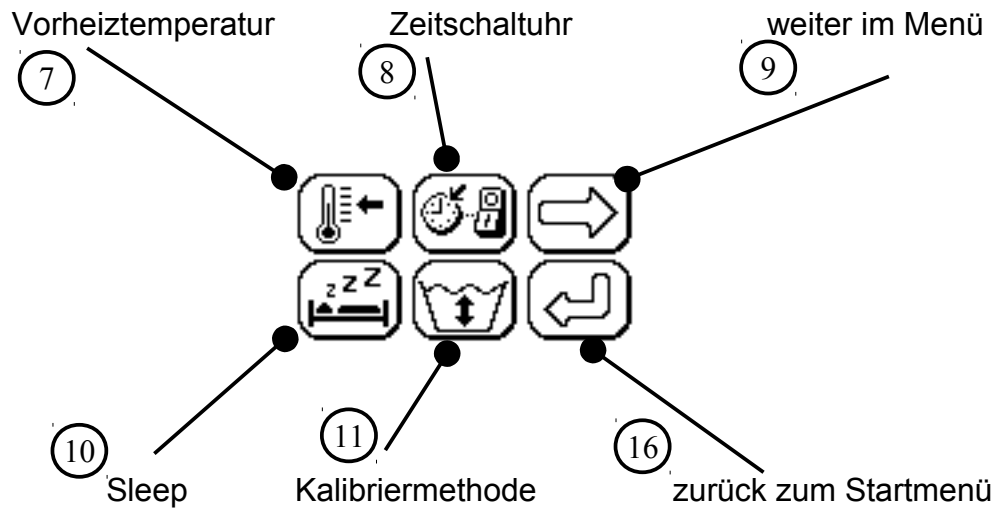 Vorheiztemperatur Zeitschaltuhr weiter im Menü
7 8 9
z z Z
10 11 16
Sleep Kalibriermethode zurück zum Startmenü